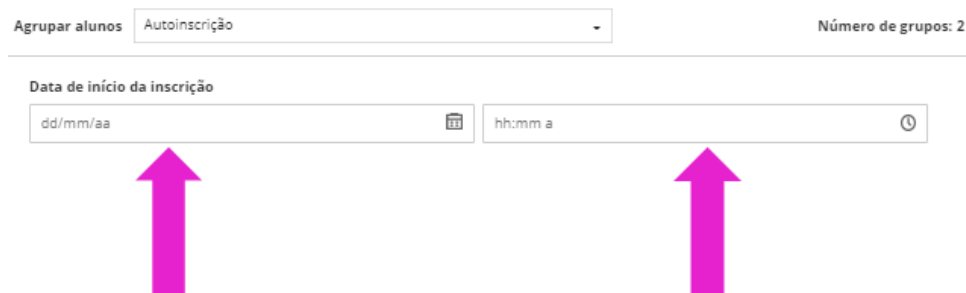 Agrupar alunos Autoinscrição Número de grupos: 2
Data de início da inscrição
dd/mm/aa hh:mm a